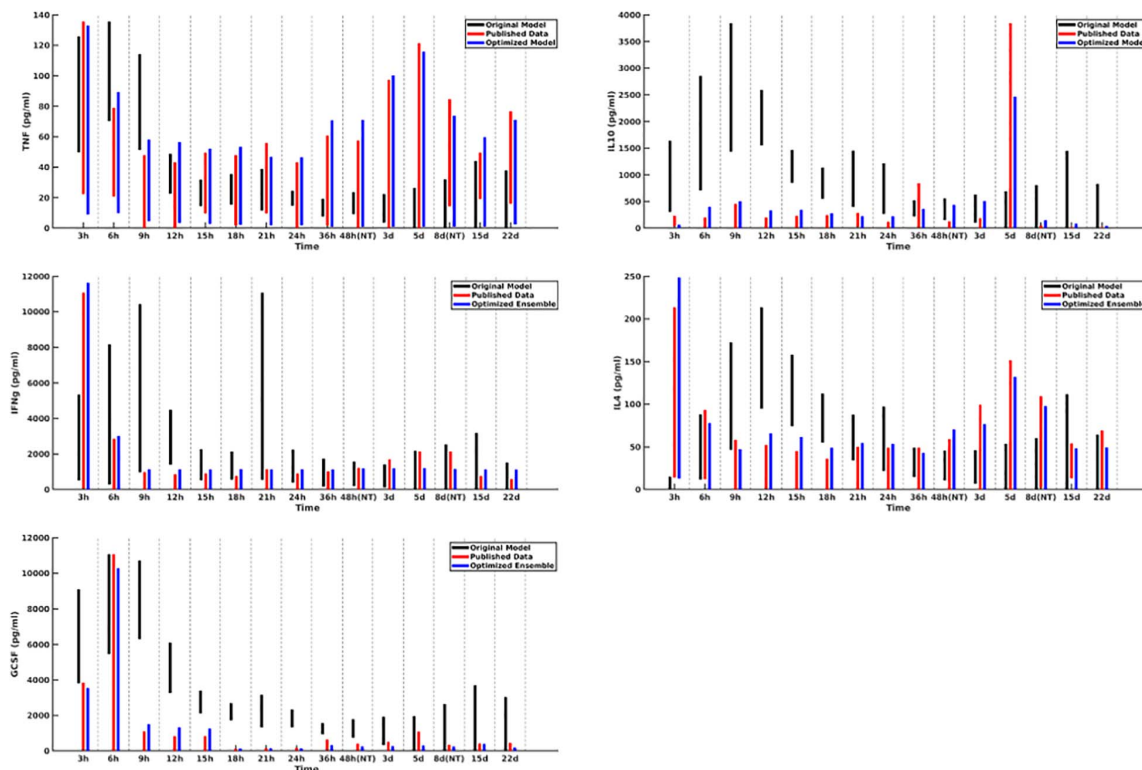 140
120
100
80
60
40
20
0
TNF (pg/ml)
Original Model
Published Data
Optimized Model
3h 6h 9h 12h 15h 18h 21h 24h 36h 48h(NT) 3d 5d 8d(NT) 15d 22d
Time
4000
3500
3000
2500
2000
1500
1000
500
0
IL10 (pg/ml)
Original Model
Published Data
Optimized Model
3h 6h 9h 12h 15h 18h 21h 24h 36h 48h(NT) 3d 5d 8d(NT) 15d 22d
Time
12000
10000
8000
6000
4000
2000
0
IFNg (pg/ml)
Original Model
Published Data
Optimized Ensemble
3h 6h 9h 12h 15h 18h 21h 24h 36h 48h(NT) 3d 5d 8d(NT) 15d 22d
Time
250
200
150
100
50
0
IL4 (pg/ml)
Original Model
Published Data
Optimized Ensemble
3h 6h 9h 12h 15h 18h 21h 24h 36h 48h(NT) 3d 5d 8d(NT) 15d 22d
Time
12000
10000
8000
6000
4000
2000
0
GCSF (pg/ml)
Original Model
Published Data
Optimized Ensemble
3h 6h 9h 12h 15h 18h 21h 24h 36h 48h(NT) 3d 5d 8d(NT) 15d 22d
Time